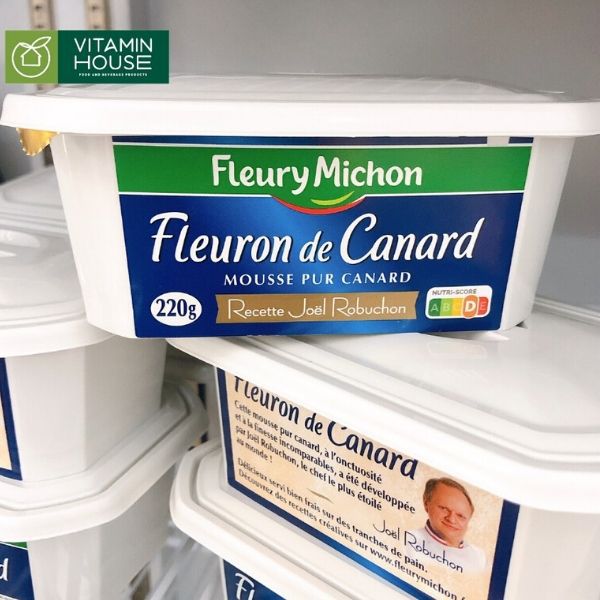 VITAMIN
HOUSE
FOOD AND BEVERAGE PRODUCTS
Fleury Michon
Fleuron de Canard
MOUSSE PUR CANARD
220g
Recette Joël Robuchon
NUTRI-SCORE
A B C D E
Fleuron de Canard
Cette mousse pur canard, à l'onctuosité
et à la finesse incomparables, a été développée
par Joël Robuchon, le chef le plus étoilé
au monde !
Délicieux servi bien frais sur des tranches de pain.
Découvrez des recettes créatives sur www.fleurymichon.
Joël Robuchon
d
Fl